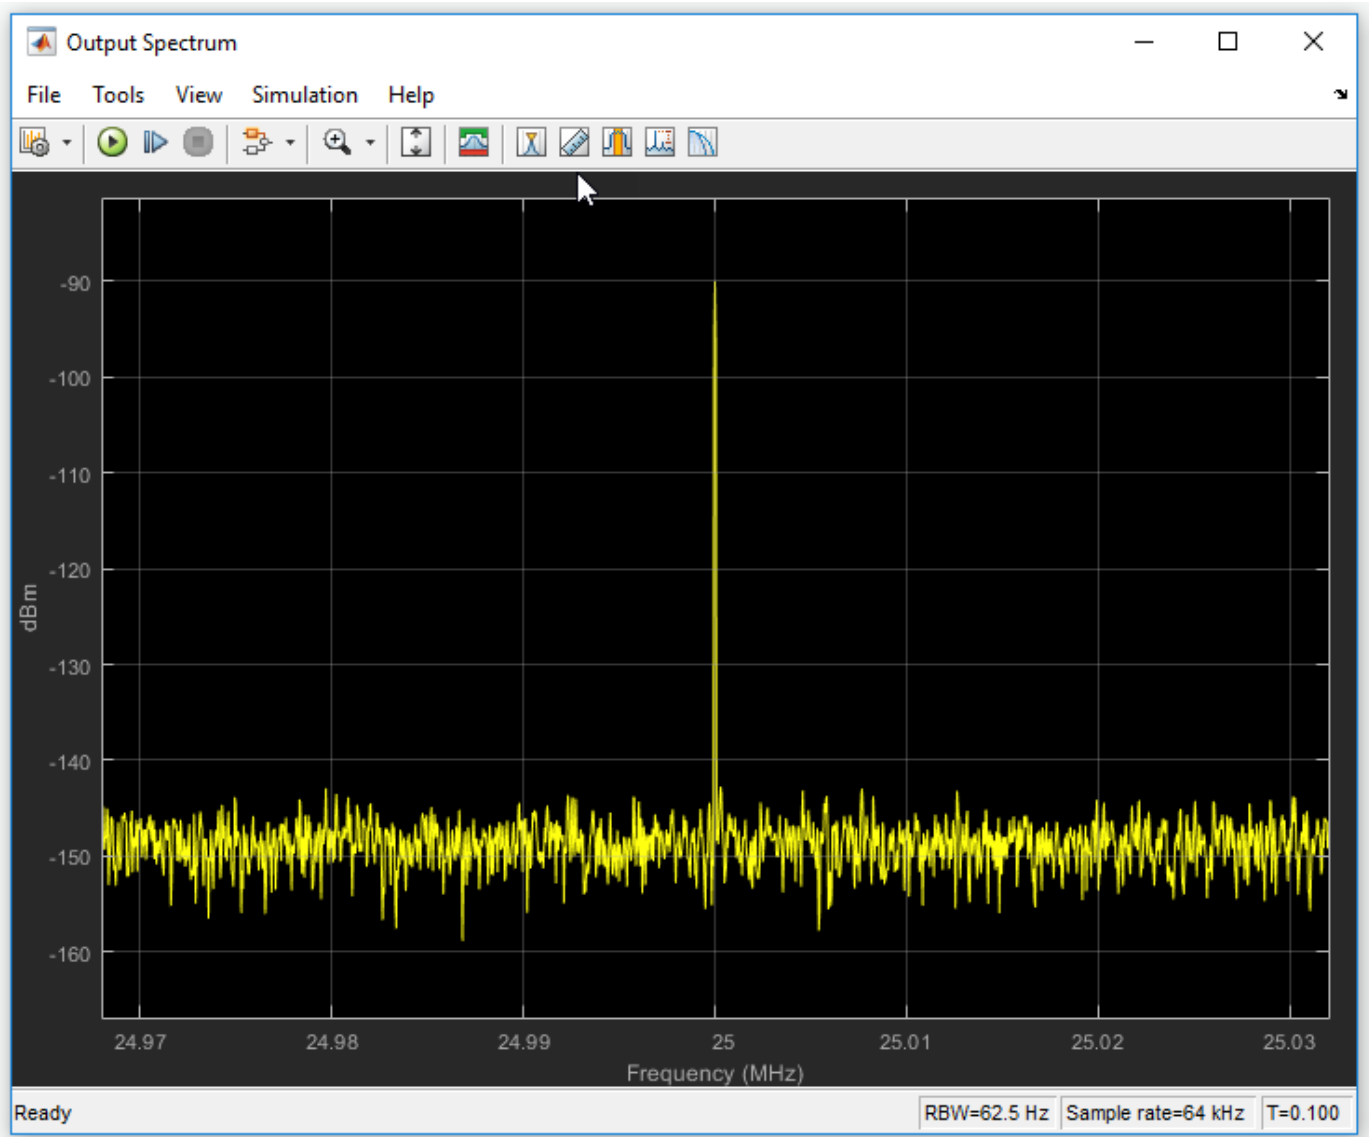 Output Spectrum
File Tools View Simulation Help
-90
-100
-110
-120
-130
-140
-150
-160
dBm
24.97 24.98 24.99 25 25.01 25.02 25.03
Frequency (MHz)
Ready RBW=62.5 Hz Sample rate=64 kHz T=0.100